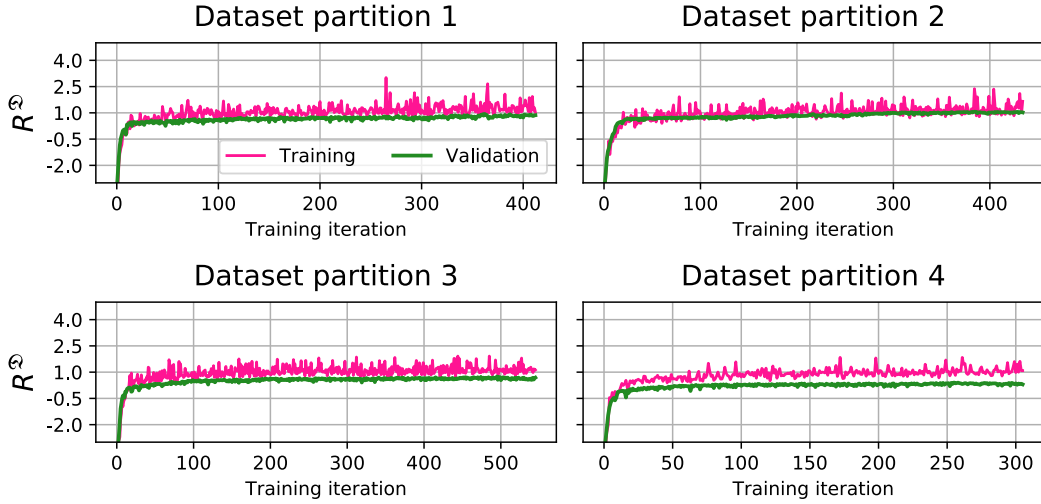 Dataset partition 1
Dataset partition 2
4.0
2.5
1.0
-0.5
-2.0
R
Training
Validation
0 100 200 300 400
0 100 200 300 400
Training iteration
Training iteration
Dataset partition 3
Dataset partition 4
4.0
2.5
1.0
-0.5
-2.0
R
0 100 200 300 400 500
0 50 100 150 200 250 300
Training iteration
Training iteration